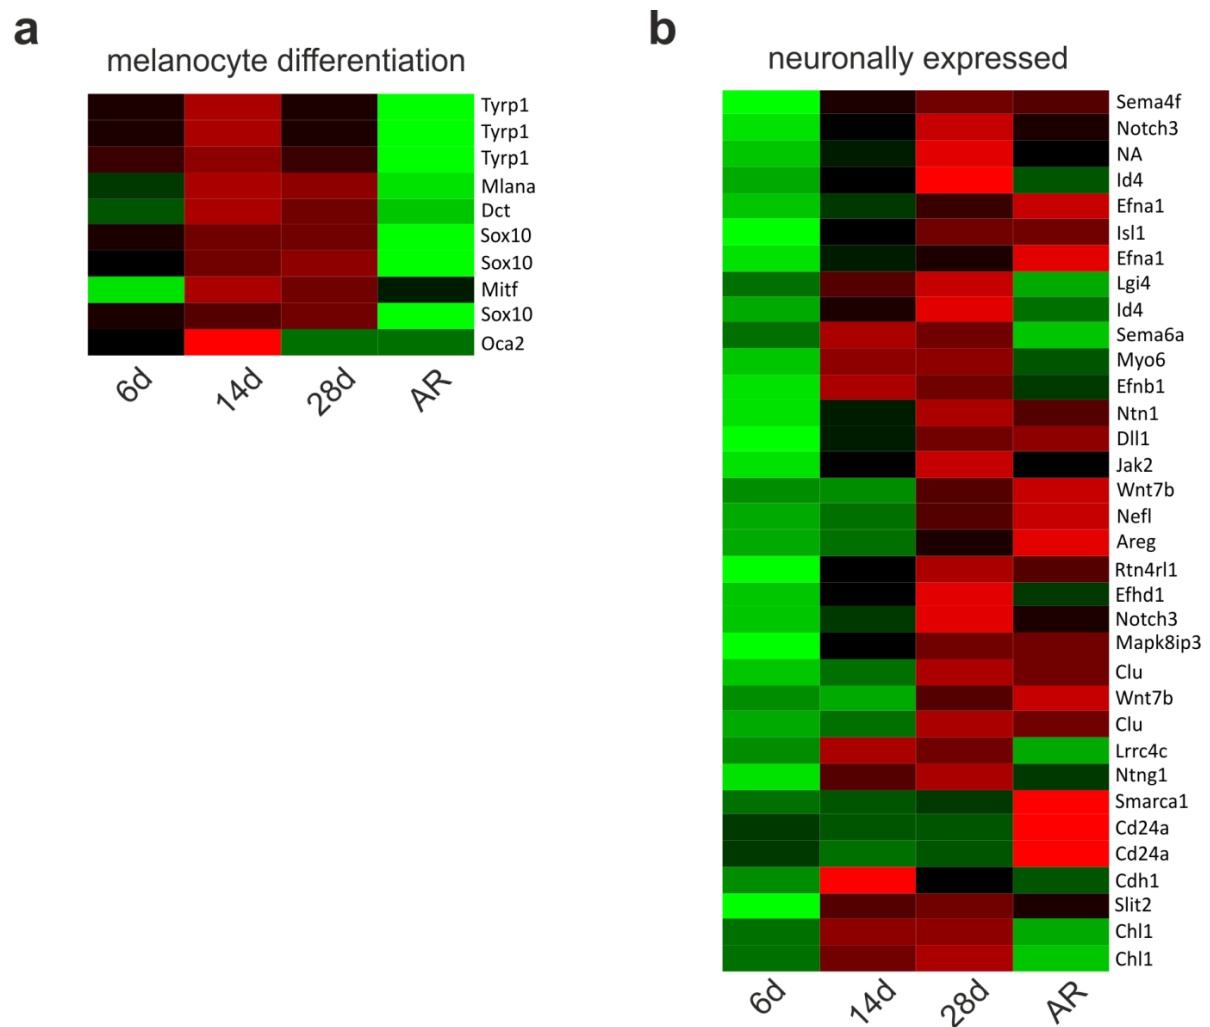 a
melanocyte differentiation
Tyrp1
Tyrp1
Tyrp1
Mlana
Dct
Sox10
Sox10
Mitf
Sox10
Oca2
6d
14d
28d
AR
b
neuronally expressed
Sema4f
Notch3
NA
Id4
Efna1
Isl1
Efna1
Lgi4
Id4
Sema6a
Myo6
Efnb1
Ntn1
Dll1
Jak2
Wnt7b
Nefl
Areg
Rtn4rl1
Efhd1
Notch3
Mapk8ip3
Clu
Wnt7b
Clu
Lrrc4c
Ntng1
Smarca1
Cd24a
Cd24a
Cdh1
Slit2
Chl1
Chl1
6d
14d
28d
AR